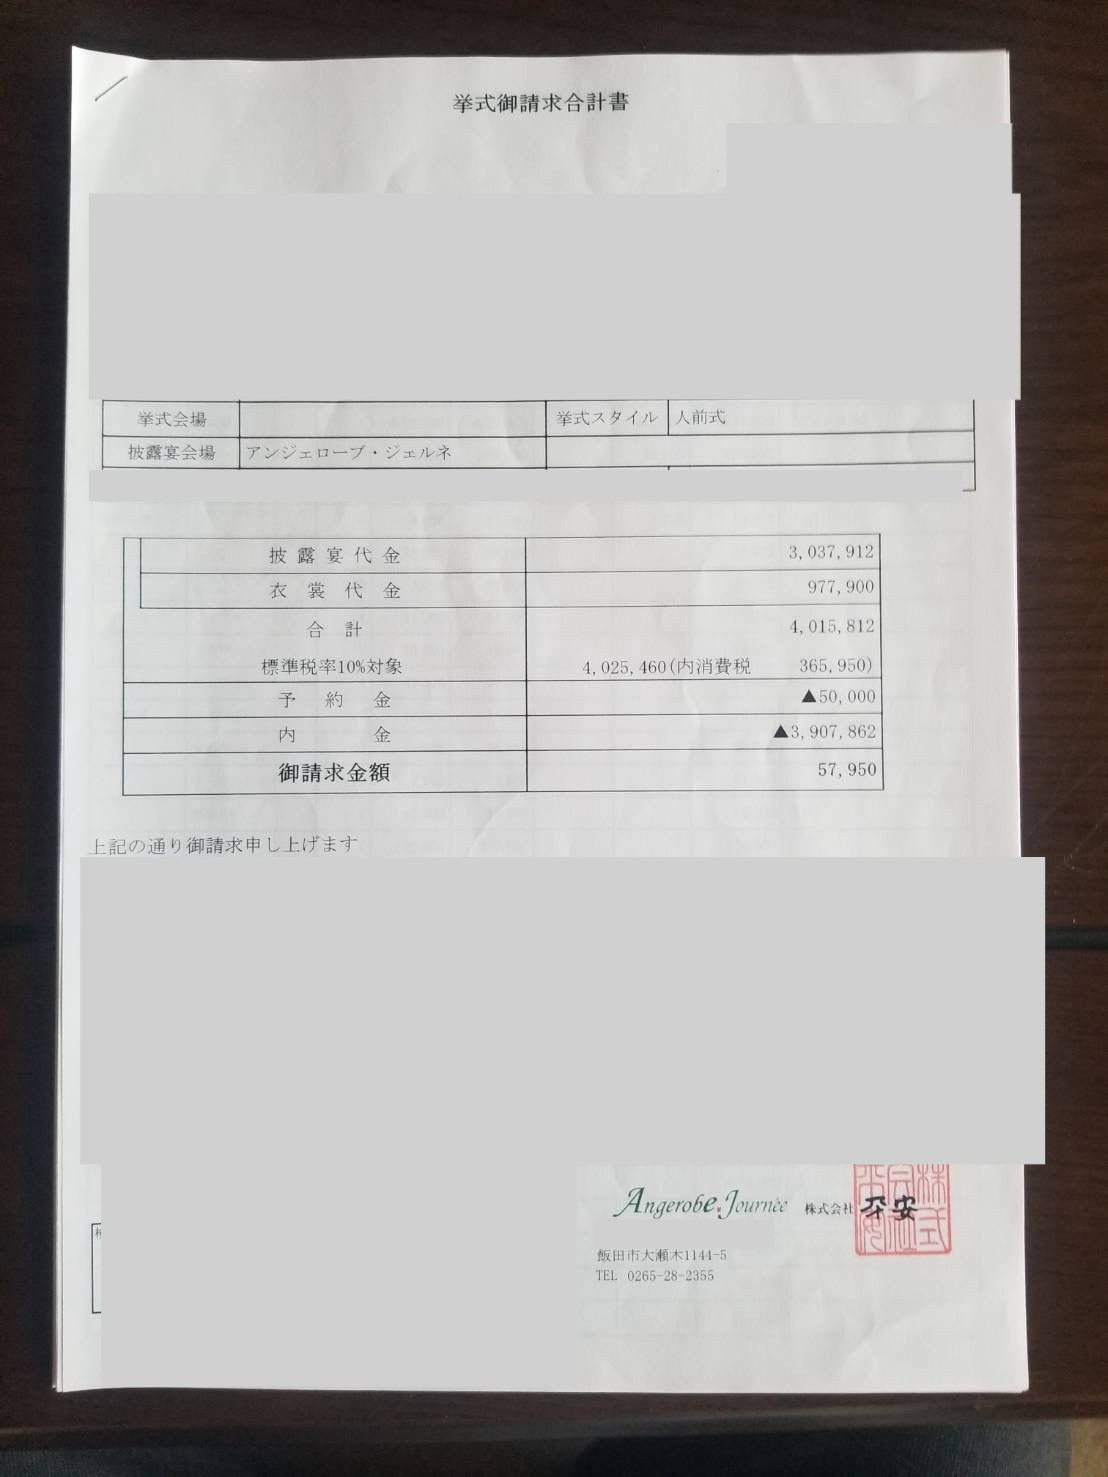 挙式御請求合計書
挙式会場 挙式スタイル 人前式
披露宴会場 アンジェローブ・ジェルネ
披露宴代金 3,037,912
衣裳代金 977,900
合計 4,015,812
標準税率10%対象 4,025,460(内消費税 365,950)
予約金 ▲50,000
内金 ▲3,907,862
御請求金額 57,950
上記の通り御請求申し上げます
Angerobe Journée 株式会社 平安
飯田市大瀬木1144-5
TEL 0265-28-2355